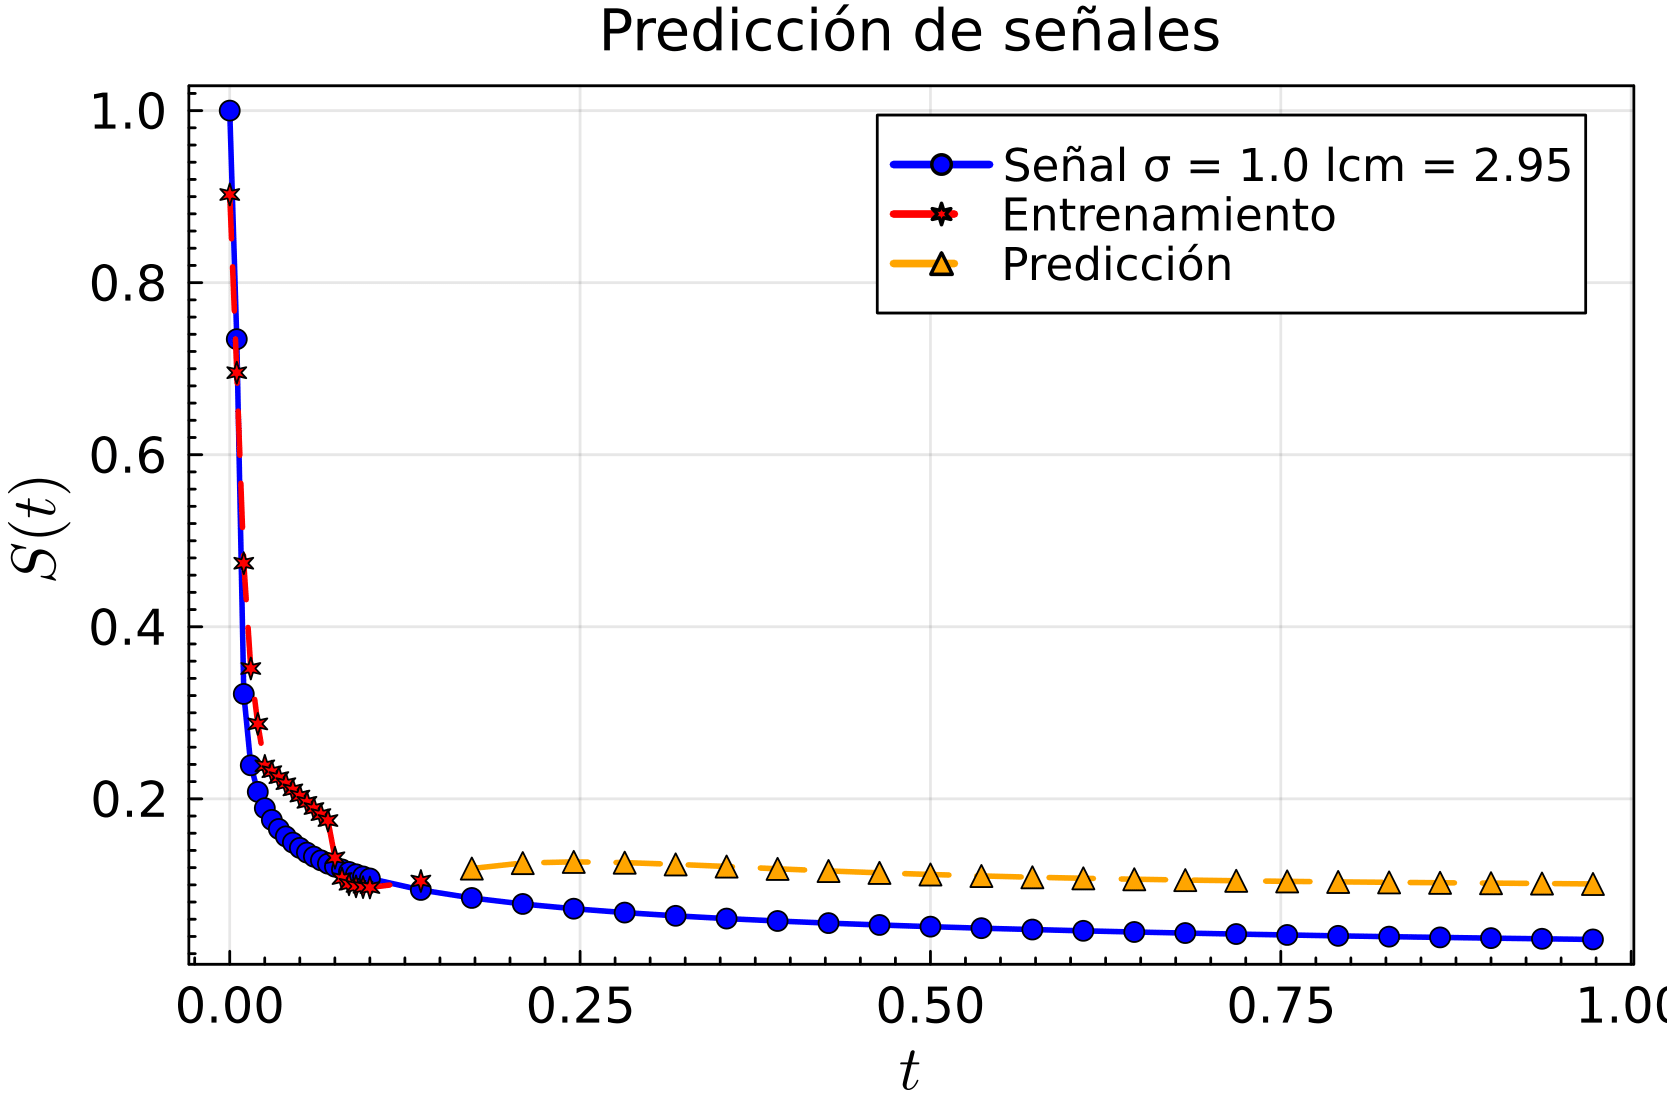 Predicción de señales
Señal σ = 1.0 lcm = 2.95
Entrenamiento
Predicción
1.0
0.8
0.6
0.4
0.2
S(t)
0.00 0.25 0.50 0.75 1.00
t